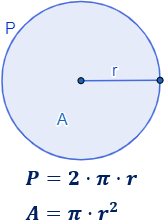 P
r
A
P = 2 · π · r
A = π · r²